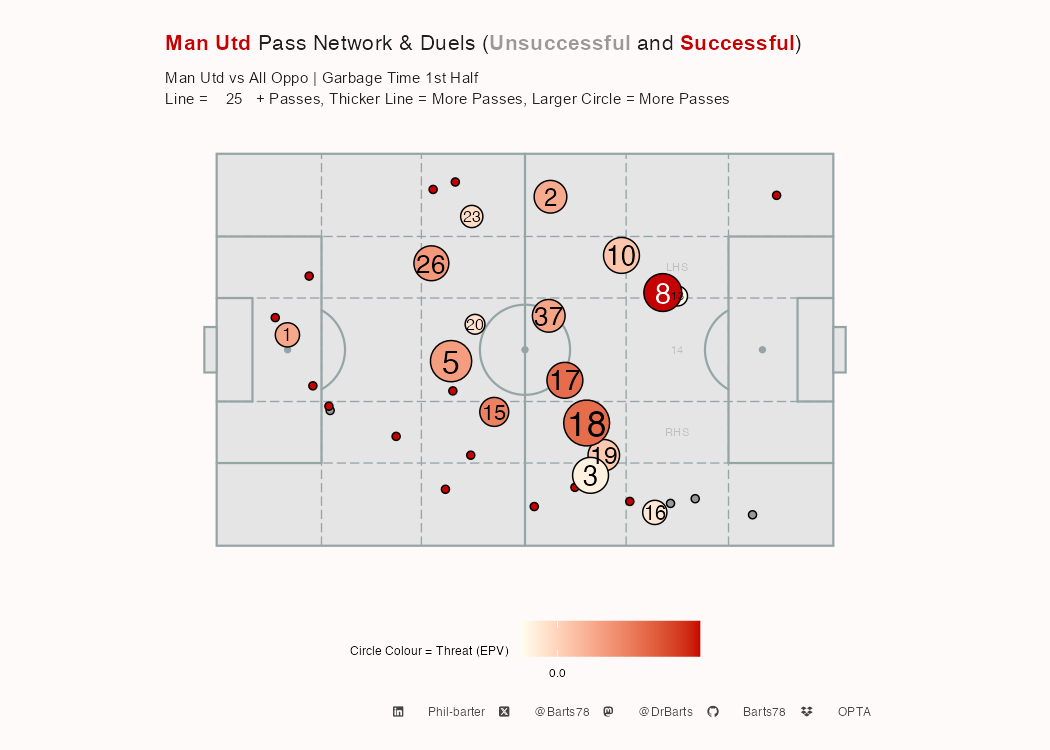 Man Utd Pass Network & Duels (Unsuccessful and Successful)
Man Utd vs All Oppo | Garbage Time 1st Half
Line = 25 + Passes, Thicker Line = More Passes, Larger Circle = More Passes
2
23
10
26
LHS
8
37
20
1
14
5
17
15
18
RHS
19
3
16
Circle Colour = Threat (EPV)
0.0
Phil-barter @Barts78 @DrBarts Barts78 OPTA